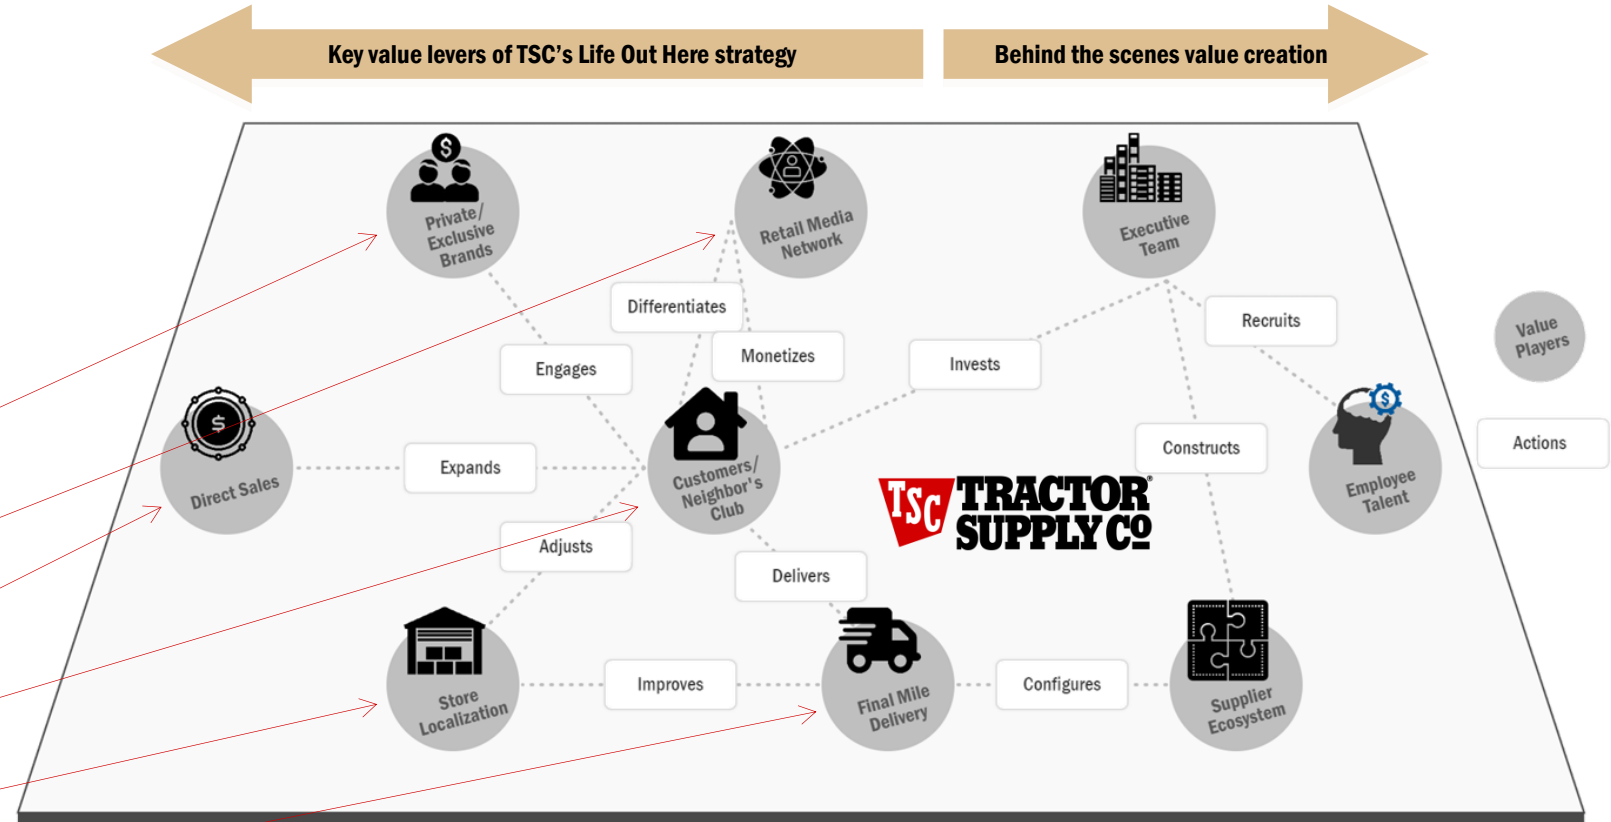 Key value levers of TSC's Life Out Here strategy
Behind the scenes value creation
Private/
Exclusive
Brands
Retail Media
Network
Executive
Team
Differentiates
Recruits
Value
Players
Engages
Monetizes
Invests
$
Direct Sales
Expands
Customers/
Neighbor's
Club
Constructs
Employee
Talent
Actions
TSC
TRACTOR
SUPPLY CO
Adjusts
Delivers
Store
Localization
Improves
Final Mile
Delivery
Configures
Supplier
Ecosystem